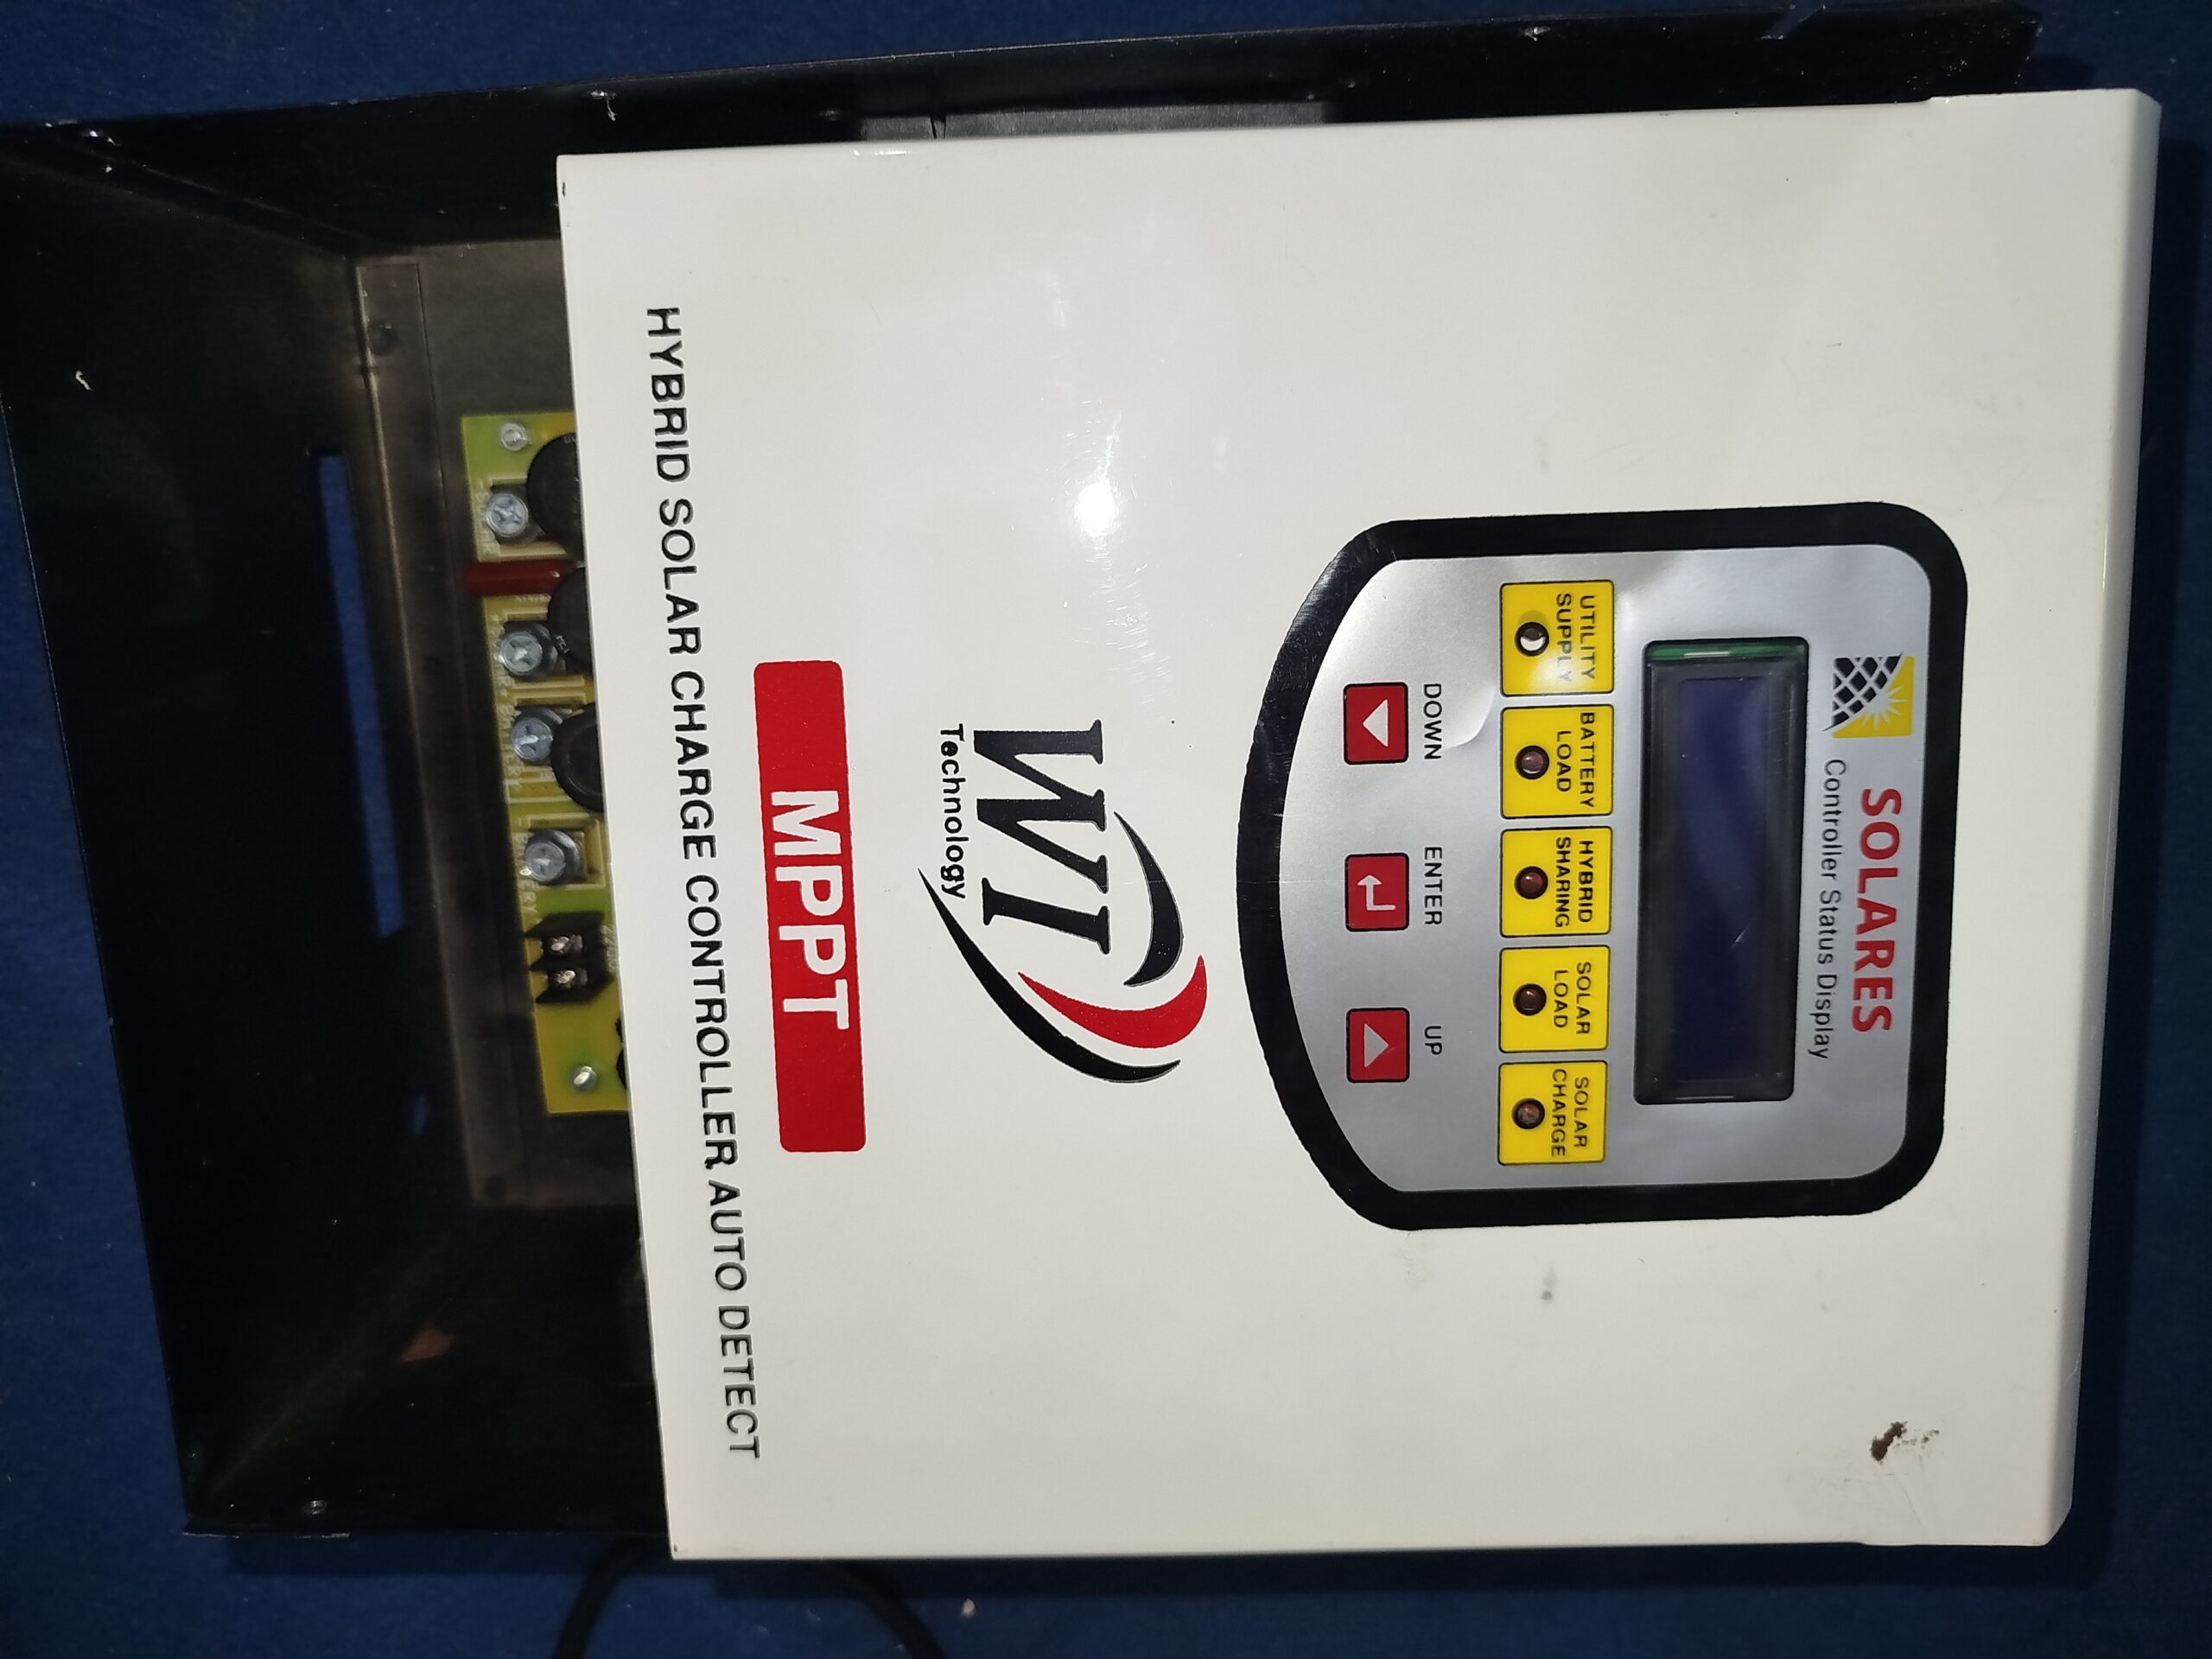 SOLARES
Controller Status Display
UTILITY
SUPPLY
BATTERY
LOAD
HYBRID
SHARING
SOLAR
LOAD
SOLAR
CHARGE
DOWN
ENTER
UP
WT
Technology
MPPT
HYBRID SOLAR CHARGE CONTROLLER AUTO DETECT